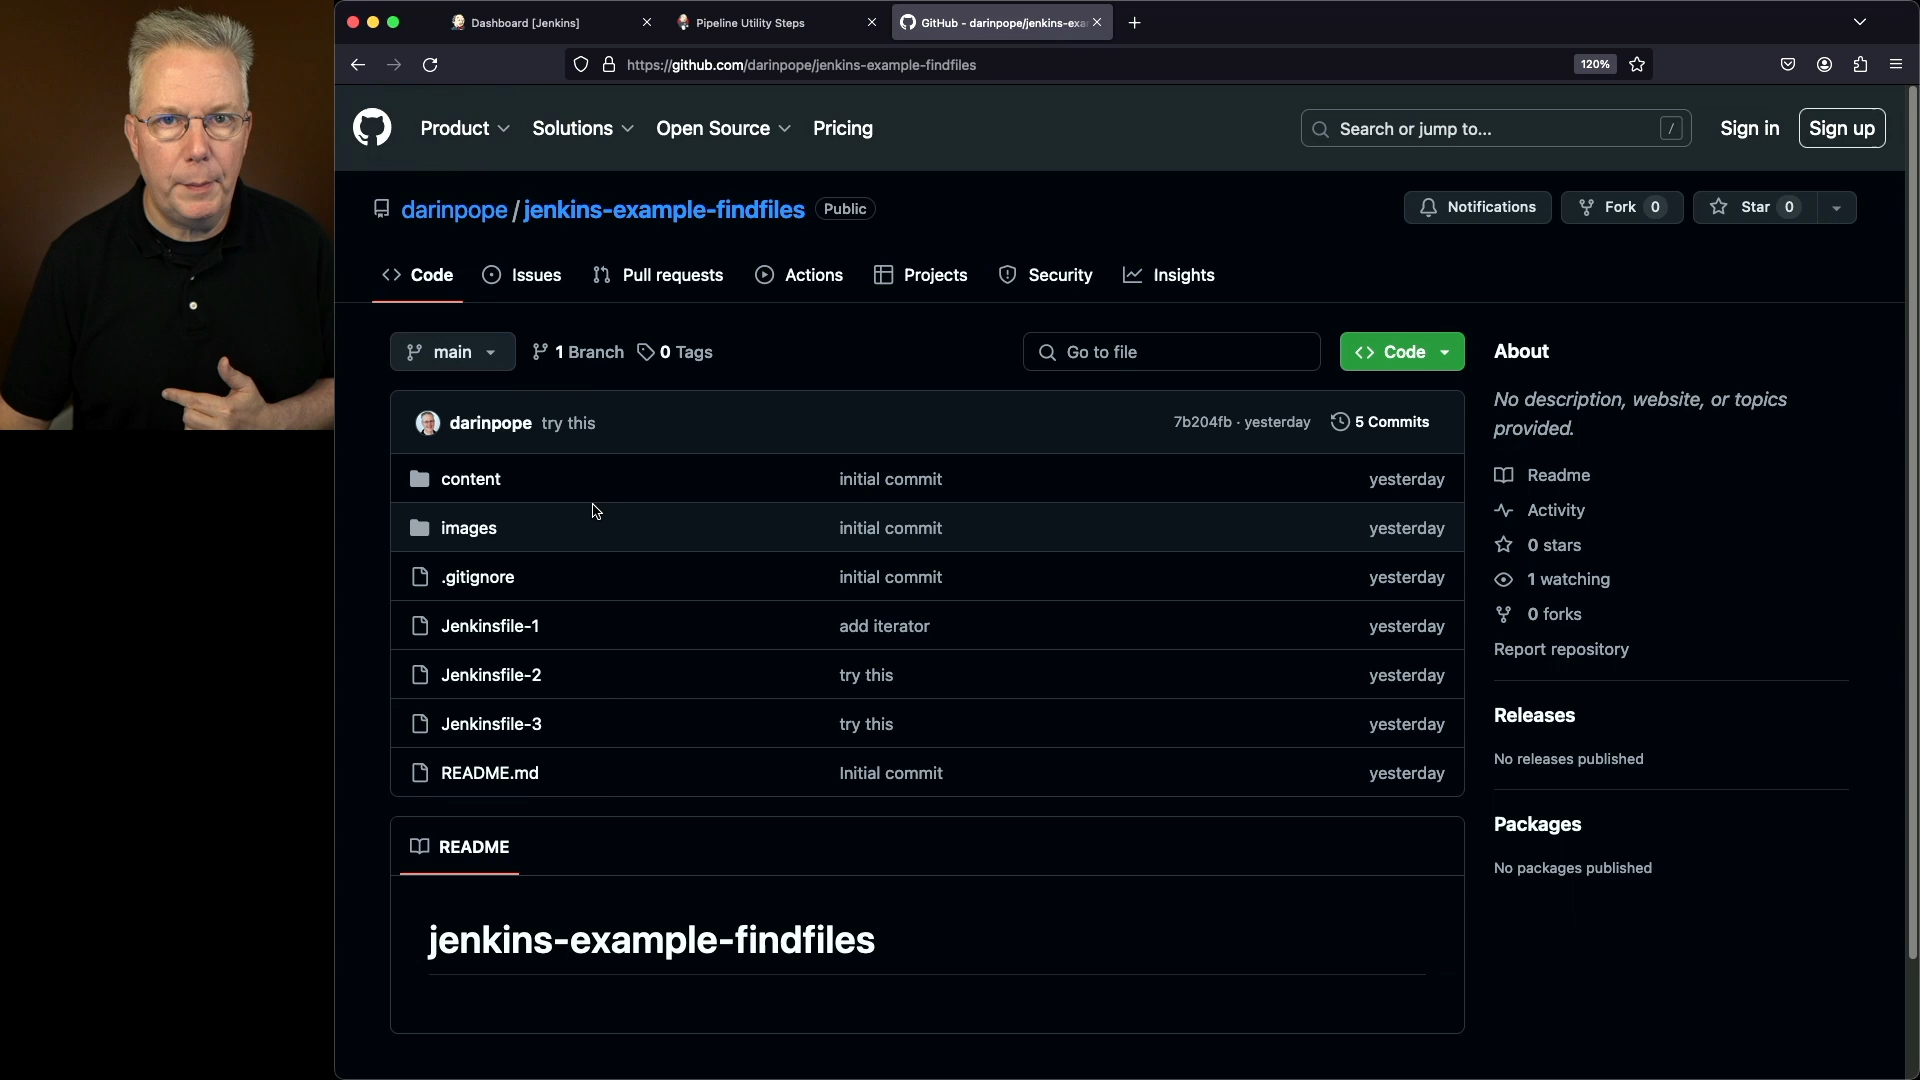 Dashboard [Jenkins]
Pipeline Utility Steps
GitHub - darinpope/jenkins-exa
https://github.com/darinpope/jenkins-example-findfiles
120%
Product
Solutions
Open Source
Pricing
Search or jump to...
/
Sign in
Sign up
darinpope / jenkins-example-findfiles
Public
Notifications
Fork 0
Star 0
Code
Issues
Pull requests
Actions
Projects
Security
Insights
main
1 Branch
0 Tags
Go to file
Code
darinpope try this
7b204fb · yesterday
5 Commits
content initial commit yesterday
images initial commit yesterday
.gitignore initial commit yesterday
Jenkinsfile-1 add iterator yesterday
Jenkinsfile-2 try this yesterday
Jenkinsfile-3 try this yesterday
README.md Initial commit yesterday
README
jenkins-example-findfiles
About
No description, website, or topics
provided.
Readme
Activity
0 stars
1 watching
0 forks
Report repository
Releases
No releases published
Packages
No packages published